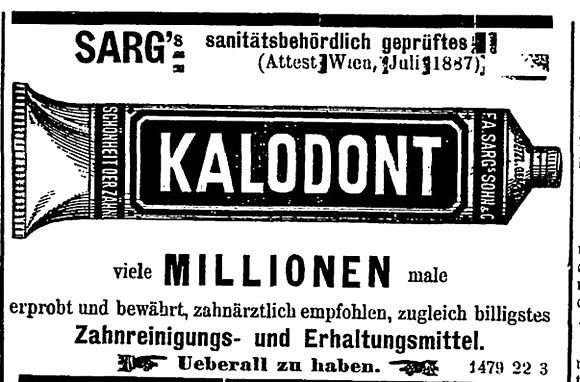 SARG's sanitätsbehördlich geprüftes
(Attest Wien, Juli 1887)
SCHÖNHEIT DER ZÄHNE
KALODONT
F.A. SARG'S SOHN & Cº
viele MILLIONEN male
erprobt und bewährt, zahnärztlich empfohlen, zugleich billigstes
Zahnreinigungs- und Erhaltungsmittel.
Ueberall zu haben. 1479 22 3